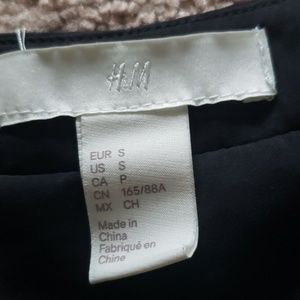 H&M
EUR S
US S
CA P
CN 165/88A
MX CH
Made in
China
Fabriqué en
Chine